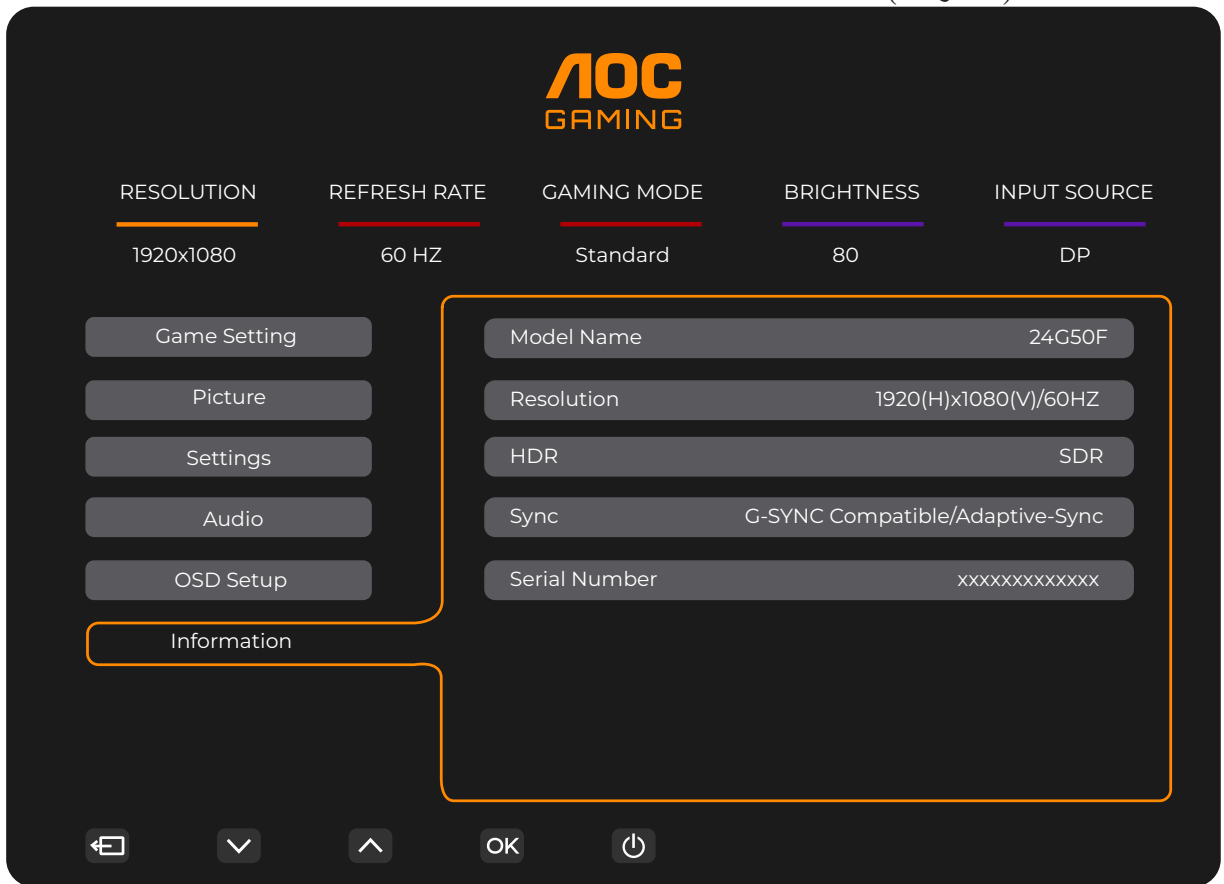 AOC
GAMING
RESOLUTION REFRESH RATE GAMING MODE BRIGHTNESS INPUT SOURCE
1920x1080 60 HZ Standard 80 DP
Game Setting Model Name 24G50F
Picture Resolution 1920(H)x1080(V)/60HZ
Settings HDR SDR
Audio Sync G-SYNC Compatible/Adaptive-Sync
OSD Setup Serial Number xxxxxxxxxxxxx
Information
OK